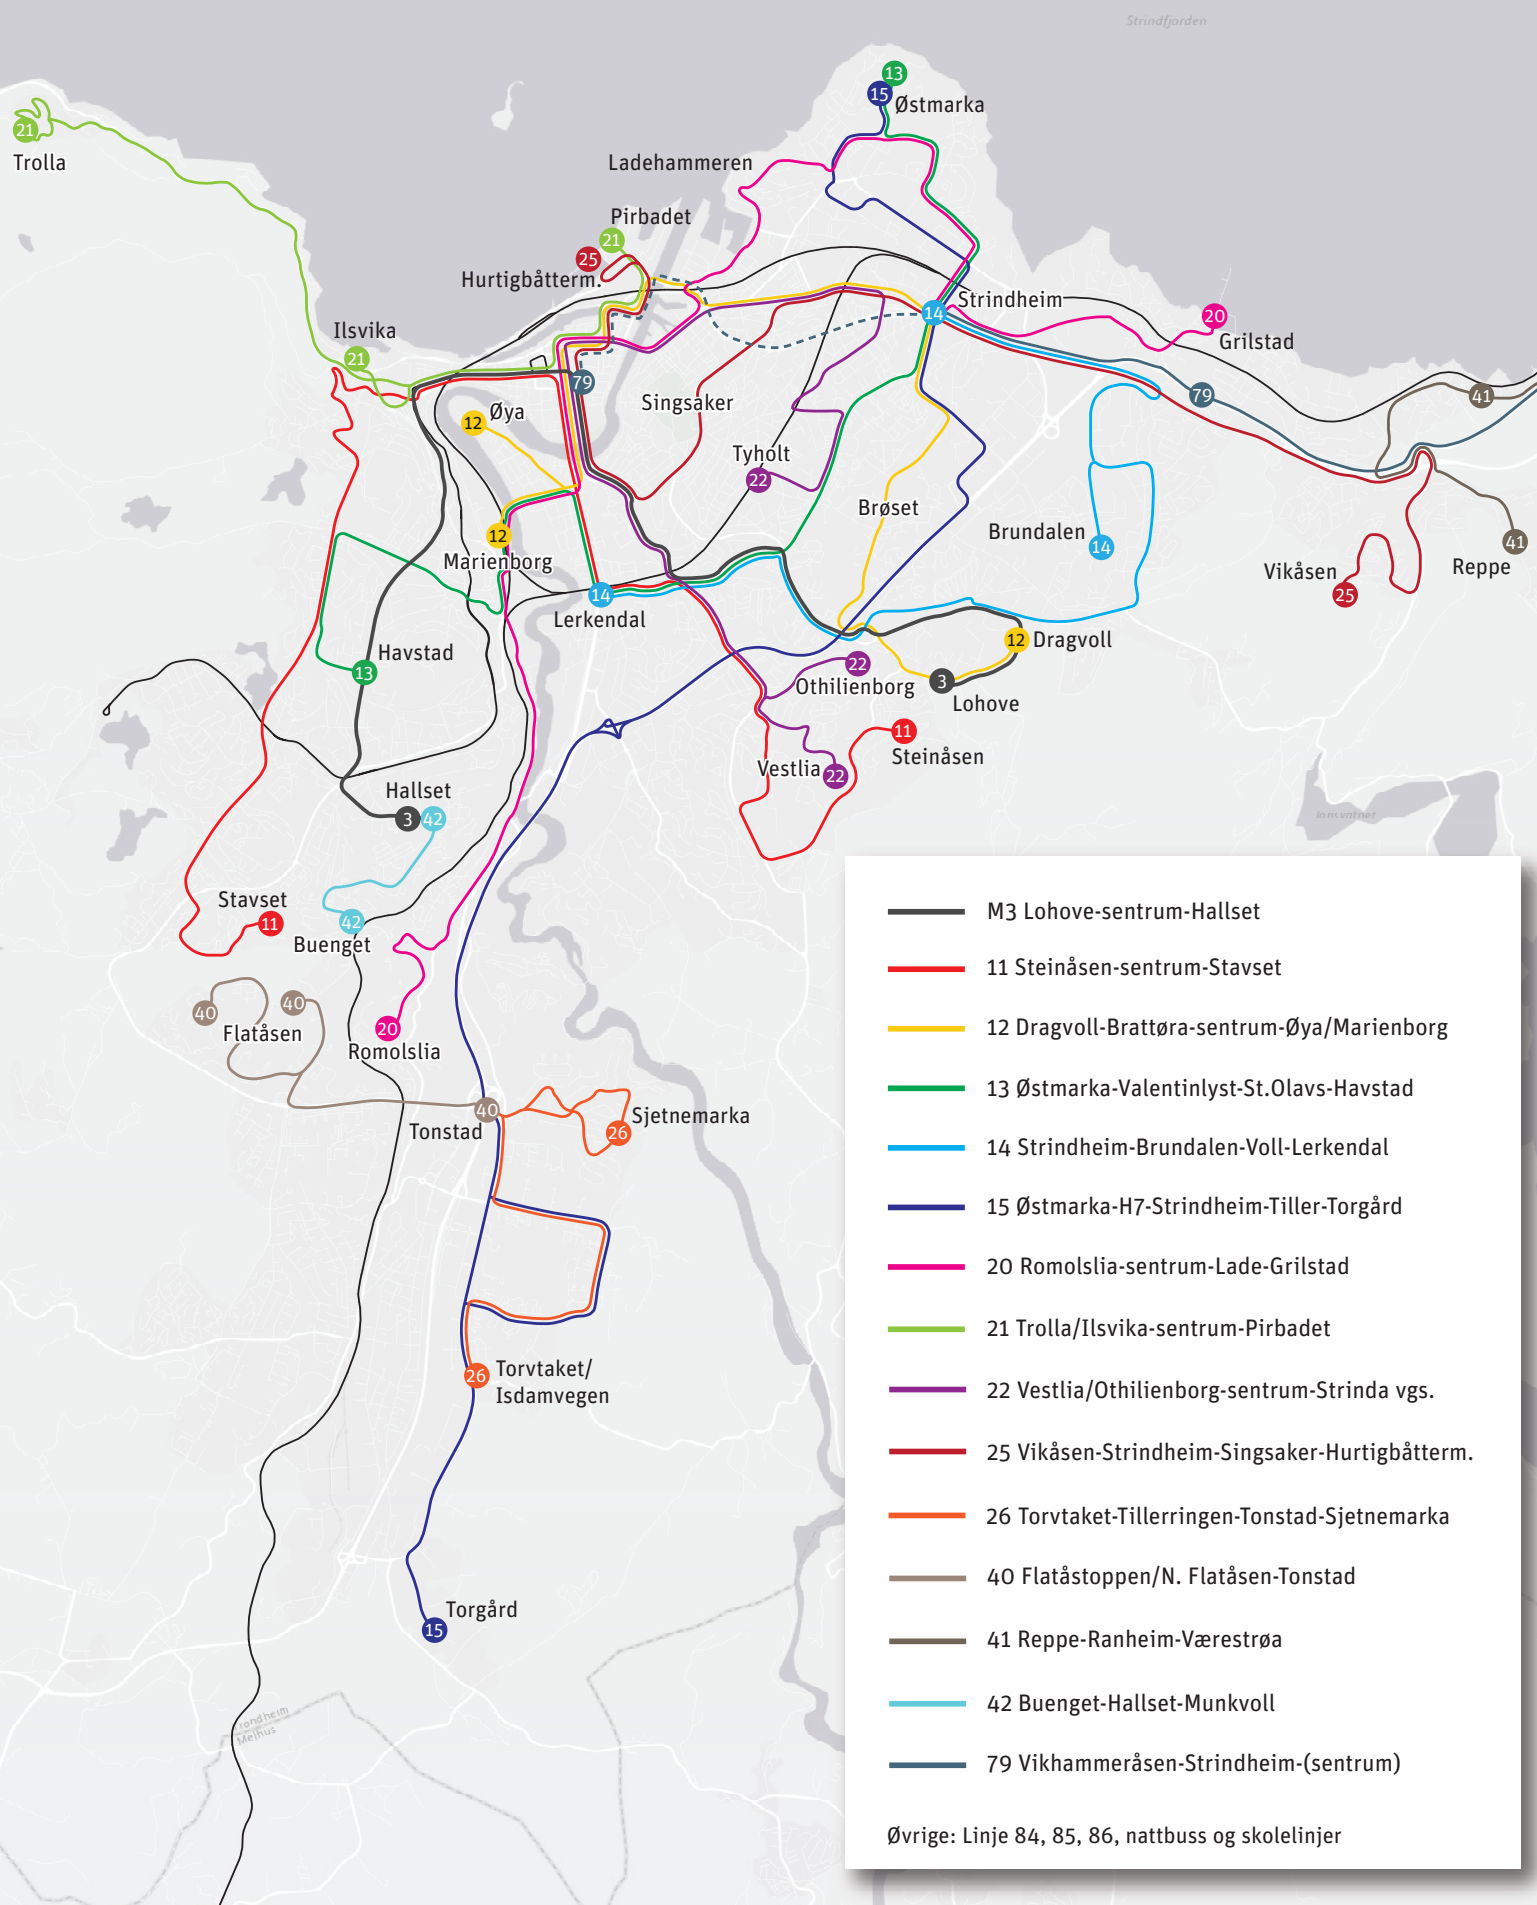 Strindfjorden
13
15
Østmarka
21
Trolla
Ladehammeren
Pirbadet
21
25
Hurtigbåtterm.
Strindheim
14
20
Grilstad
Ilsvika
21
79
79
41
Singsaker
12
Øya
Tyholt
22
Brøset
Brundalen
14
12
Marienborg
41
Reppe
Vikåsen
25
14
Lerkendal
12
Dragvoll
Havstad
13
22
Othilienborg
3
Lohove
11
Steinåsen
Vestlia
22
Hallset
3
42
Jonsvatnet
Stavset
11
42
Buenget
40
40
Flatåsen
20
Romolslia
40
Tonstad
Sjetnemarka
26
26
Torvtaket/
Isdamvegen
Torgård
15
Trondheim
Melhus
M3 Lohove-sentrum-Hallset
11 Steinåsen-sentrum-Stavset
12 Dragvoll-Brattøra-sentrum-Øya/Marienborg
13 Østmarka-Valentinlyst-St.Olavs-Havstad
14 Strindheim-Brundalen-Voll-Lerkendal
15 Østmarka-H7-Strindheim-Tiller-Torgård
20 Romolslia-sentrum-Lade-Grilstad
21 Trolla/Ilsvika-sentrum-Pirbadet
22 Vestlia/Othilienborg-sentrum-Strinda vgs.
25 Vikåsen-Strindheim-Singsaker-Hurtigbåtterm.
26 Torvtaket-Tillerringen-Tonstad-Sjetnemarka
40 Flatåstoppen/N. Flatåsen-Tonstad
41 Reppe-Ranheim-Værestrøa
42 Buenget-Hallset-Munkvoll
79 Vikhammeråsen-Strindheim-(sentrum)
Øvrige: Linje 84, 85, 86, nattbuss og skolelinjer